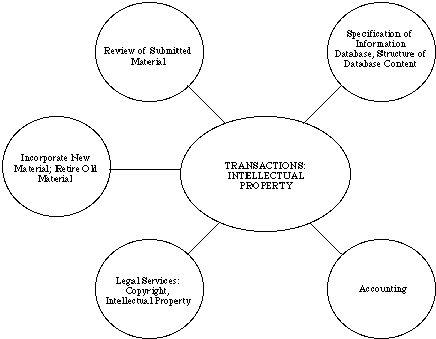 Review of Submitted
Material
Specification of
Information
Database, Structure of
Database Content
Incorporate New
Material; Retire Old
Material
TRANSACTIONS:
INTELLECTUAL
PROPERTY
Legal Services:
Copyright,
Intellectual Property
Accounting